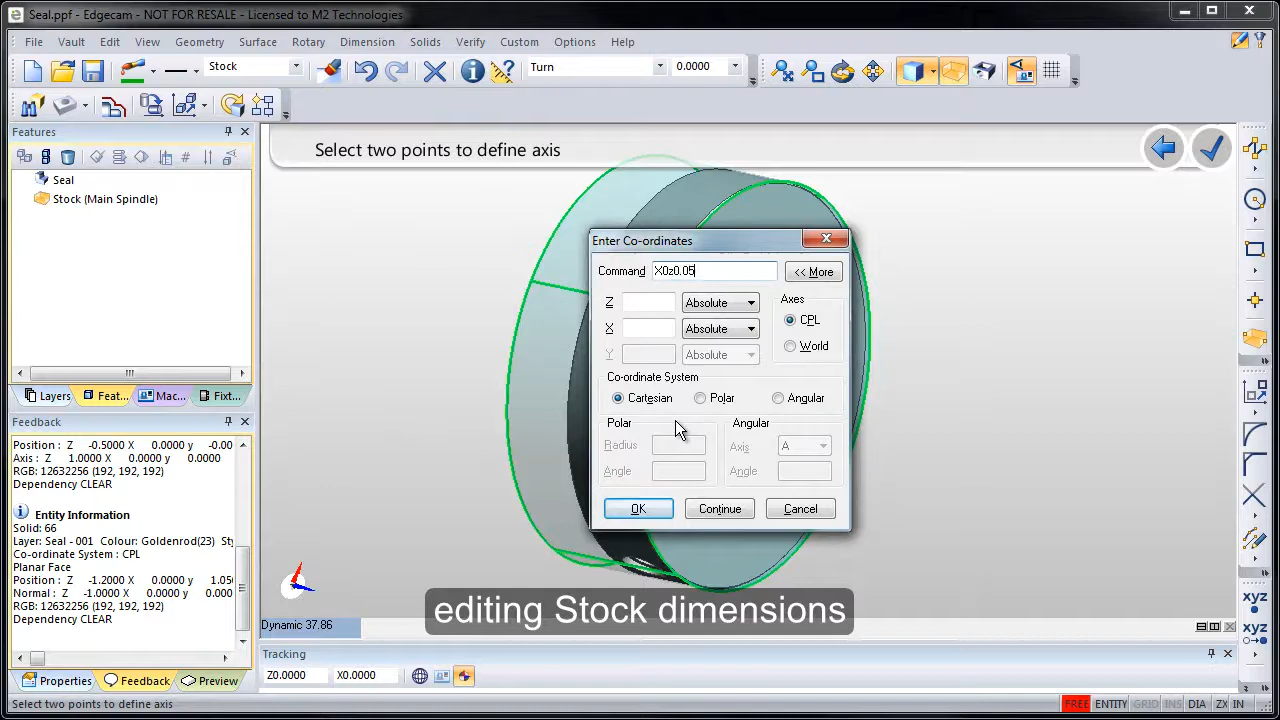 Seal.ppf - Edgecam - NOT FOR RESALE - Licensed to M2 Technologies
File Vault Edit View Geometry Surface Rotary Dimension Solids Verify Custom Options Help
Stock Turn 0.0000
Features
Select two points to define axis
Seal
Stock (Main Spindle)
Enter Co-ordinates
Command X0z0.05 << More
Z Absolute Axes
X Absolute CPL
Y Absolute World
Co-ordinate System
Cartesian Polar Angular
Polar Angular
Radius Axis A
Angle Angle
OK Continue Cancel
Layers Feat... Mac... Fixt...
Feedback
Position : Z -0.5000 X 0.0000 y -0.00
Axis : Z 1.0000 X 0.0000 y 0.0000
RGB: 12632256 (192, 192, 192)
Dependency CLEAR
Entity Information
Solid: 66
Layer: Seal - 001 Colour: Goldenrod(23) Sty
Co-ordinate System : CPL
Planar Face
Position : Z -1.2000 X 0.0000 y 1.050
Normal : Z -1.0000 X 0.0000 y 0.000
RGB: 12632256 (192, 192, 192)
Dependency CLEAR
editing Stock dimensions
Dynamic 37.86
Tracking
Z0.0000 X0.0000
Properties Feedback Preview
xyz
xyz
Select two points to define axis
FREE ENTITY GRID INS DIA ZX IN